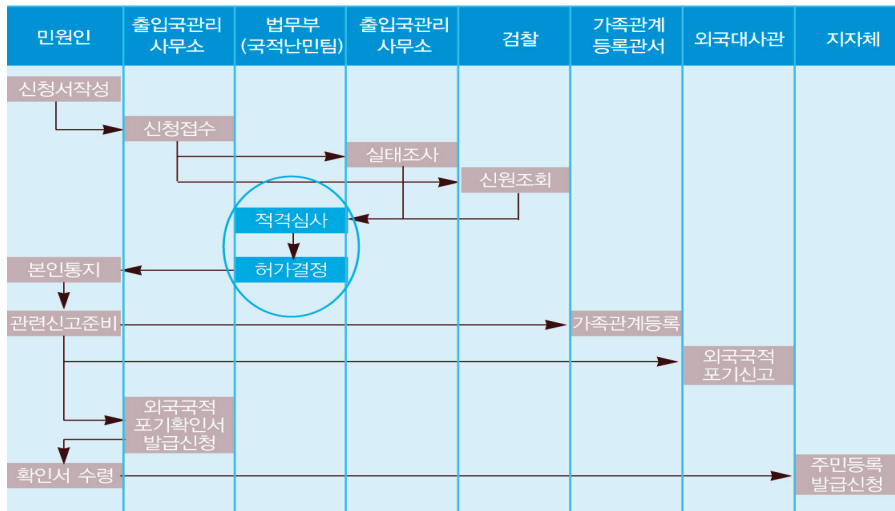 민원인
출입국관리
사무소
법무부
(국적난민팀)
출입국관리
사무소
검찰
가족관계
등록관서
외국대사관
지자체
신청서작성
신청접수
실태조사
신원조회
적격심사
본인통지
허가결정
관련신고준비
가족관계등록
외국국적
포기신고
외국국적
포기확인서
발급신청
확인서 수령
주민등록
발급신청